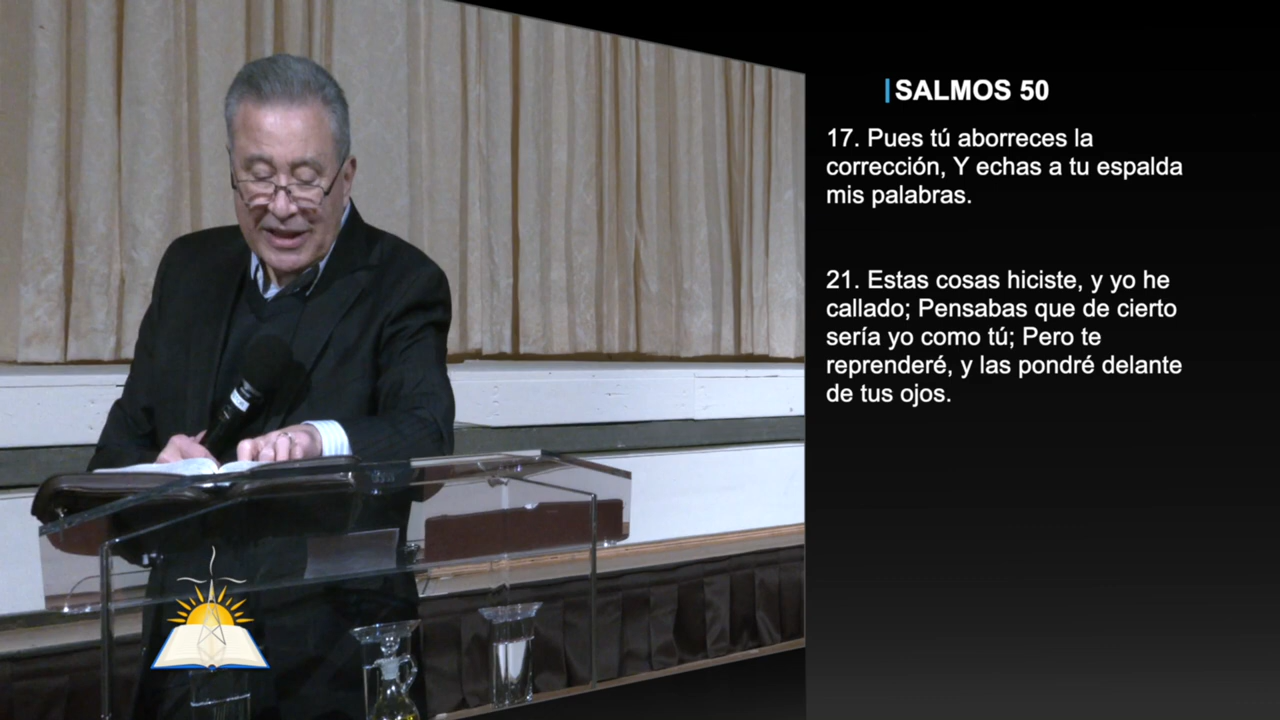 SALMOS 50
17. Pues tú aborreces la
corrección, Y echas a tu espalda
mis palabras.
21. Estas cosas hiciste, y yo he
callado; Pensabas que de cierto
sería yo como tú; Pero te
reprenderé, y las pondré delante
de tus ojos.